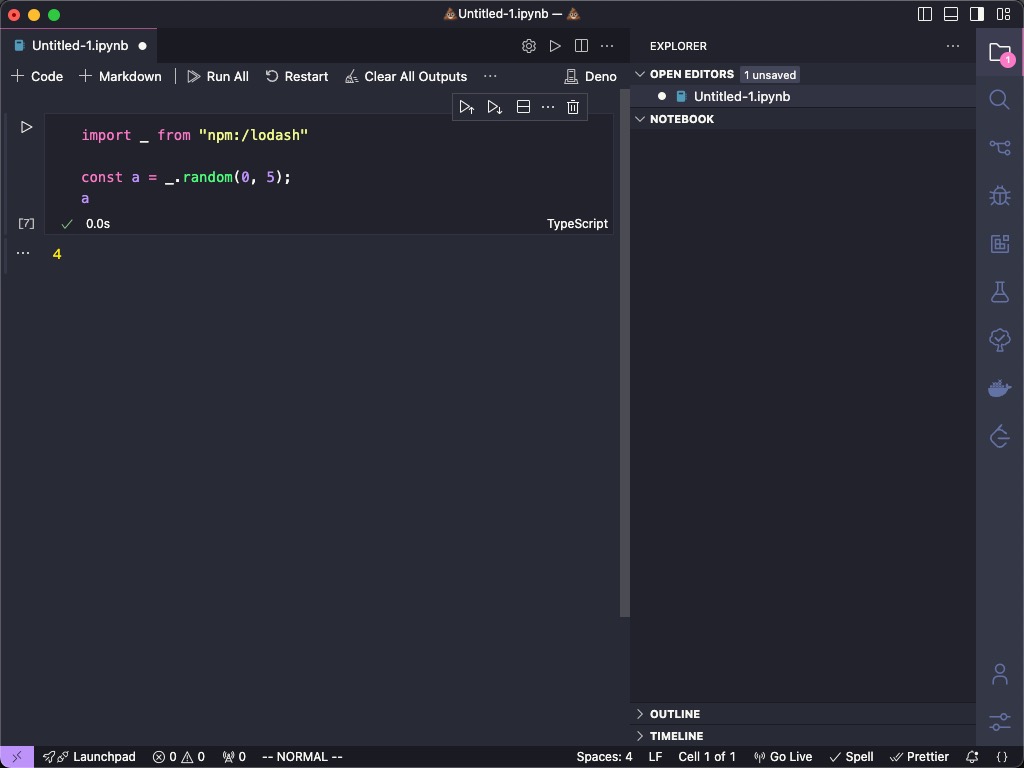 💩Untitled-1.ipynb — 💩
Untitled-1.ipynb
EXPLORER
Code Markdown Run All Restart Clear All Outputs Deno
OPEN EDITORS 1 unsaved
Untitled-1.ipynb
NOTEBOOK
import _ from "npm:/lodash"
const a = _.random(0, 5);
a
[7] 0.0s TypeScript
4
1
OUTLINE
TIMELINE
Launchpad 0 0 0 -- NORMAL -- Spaces: 4 LF Cell 1 of 1 Go Live Spell Prettier {}